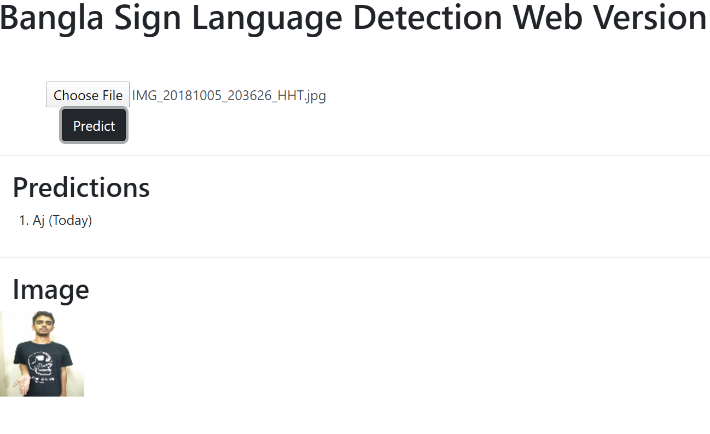 Bangla Sign Language Detection Web Version
Choose File IMG_20181005_203626_HHT.jpg
Predict
Predictions
1. Aj (Today)
Image